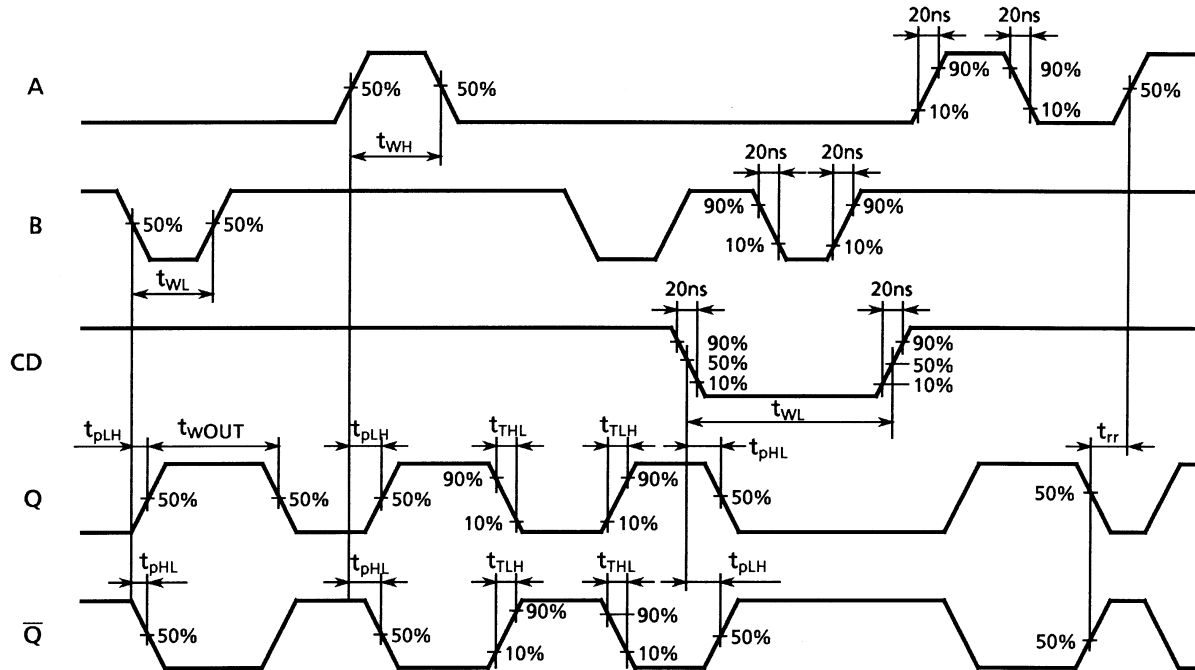 20ns 20ns
A 50% 50% 90% 90% 50%
10% 10%
tWH
20ns 20ns
B 50% 50% 90% 90%
10% 10%
tWL
20ns 20ns
CD 90% 90%
50% 50%
10% 10%
tWL
tpLH tWOUT tpLH tTHL tTLH tpHL trr
Q 50% 50% 50% 90% 90% 50% 50%
10% 10%
tpHL tpHL tTLH tTHL tpLH
Q̅ 50% 50% 90% 90% 50% 50%
10% 10%